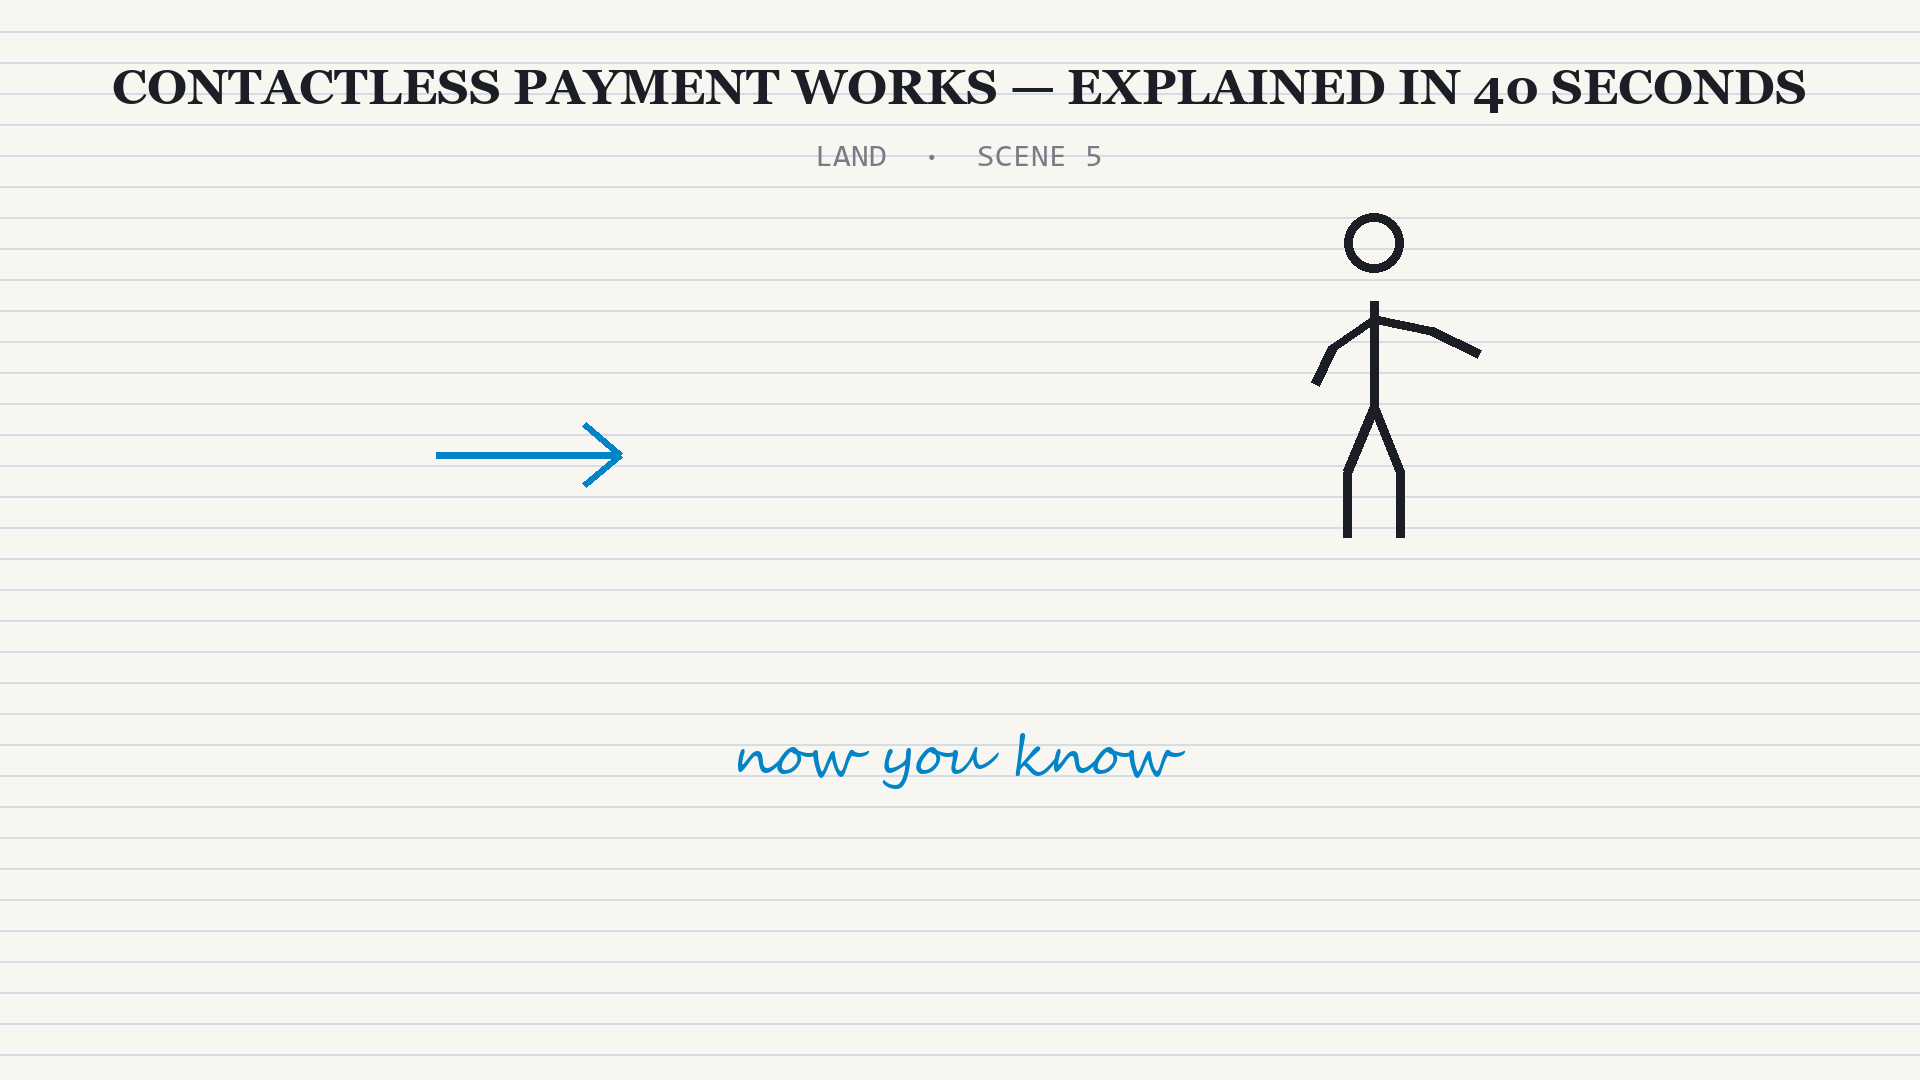 CONTACTLESS PAYMENT WORKS — EXPLAINED IN 40 SECONDS
LAND · SCENE 5
now you know